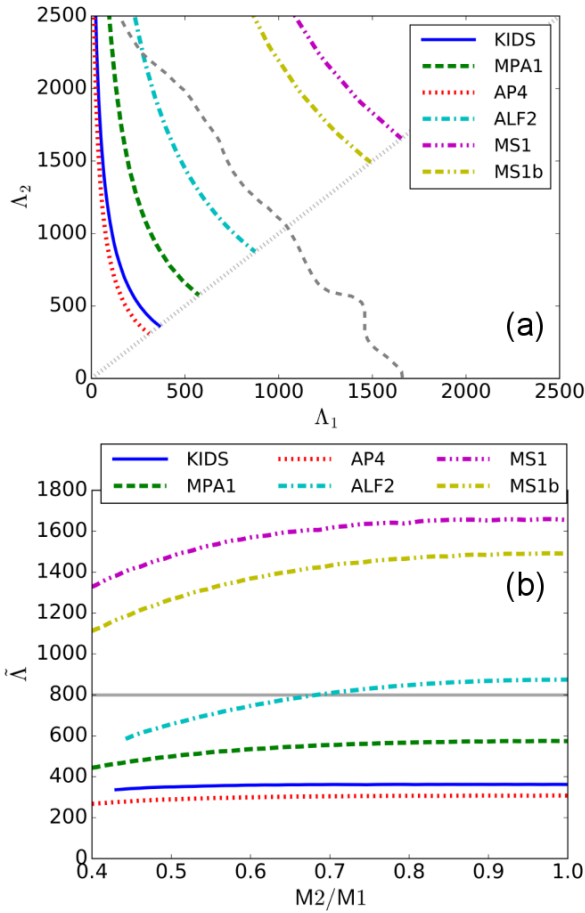 2500
2000
1500
1000
500
0
Λ₂
KIDS
MPA1
AP4
ALF2
MS1
MS1b
(a)
0 500 1000 1500 2000 2500
Λ₁
KIDS AP4 MS1
MPA1 ALF2 MS1b
1800
1600
1400
1200
1000
800
600
400
200
0
Λ̃
(b)
0.4 0.5 0.6 0.7 0.8 0.9 1.0
M2/M1